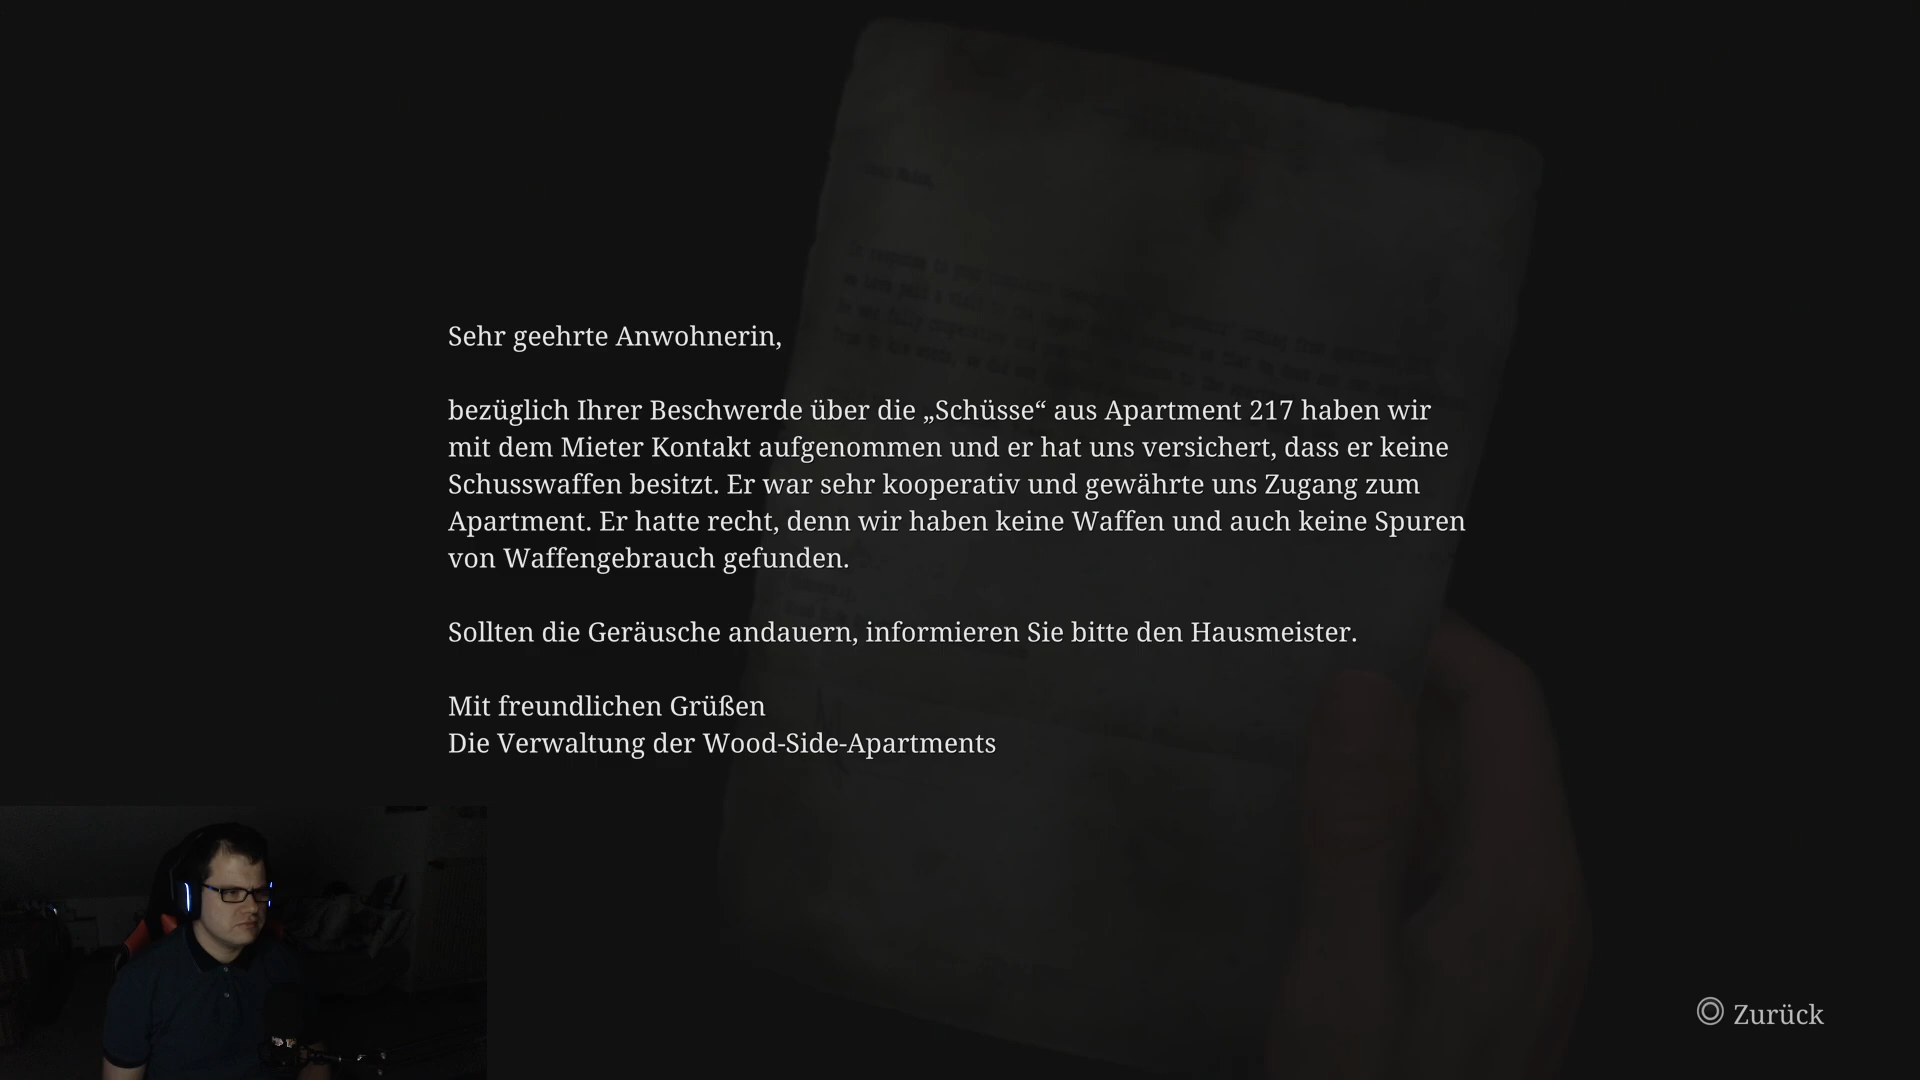 Sehr geehrte Anwohnerin,
bezüglich Ihrer Beschwerde über die „Schüsse“ aus Apartment 217 haben wir
mit dem Mieter Kontakt aufgenommen und er hat uns versichert, dass er keine
Schusswaffen besitzt. Er war sehr kooperativ und gewährte uns Zugang zum
Apartment. Er hatte recht, denn wir haben keine Waffen und auch keine Spuren
von Waffengebrauch gefunden.
Sollten die Geräusche andauern, informieren Sie bitte den Hausmeister.
Mit freundlichen Grüßen
Die Verwaltung der Wood-Side-Apartments
Zurück